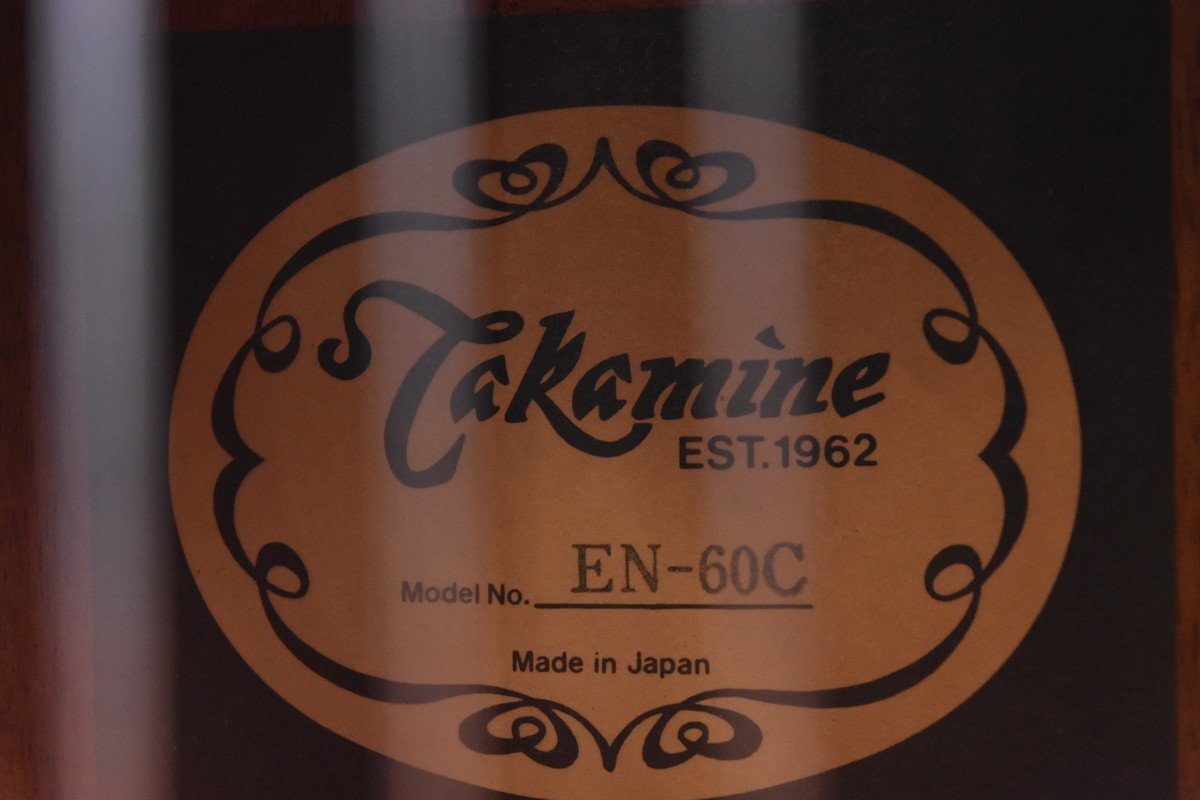 Takamine
EST. 1962
Model No. EN-60C
Made in Japan